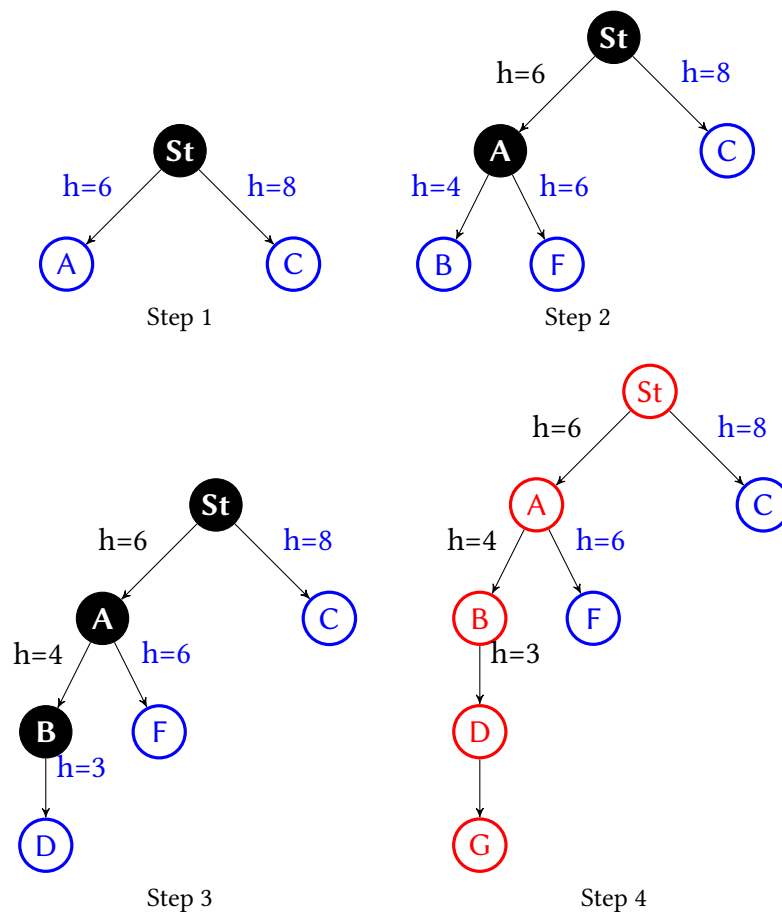 St
h=6 h=8
A C
Step 1
St
h=6 h=8
A C
h=4 h=6
B F
Step 2
St
h=6 h=8
A C
h=4 h=6
B F
h=3
D
Step 3
St
h=6 h=8
A C
h=4 h=6
B F
h=3
D
G
Step 4